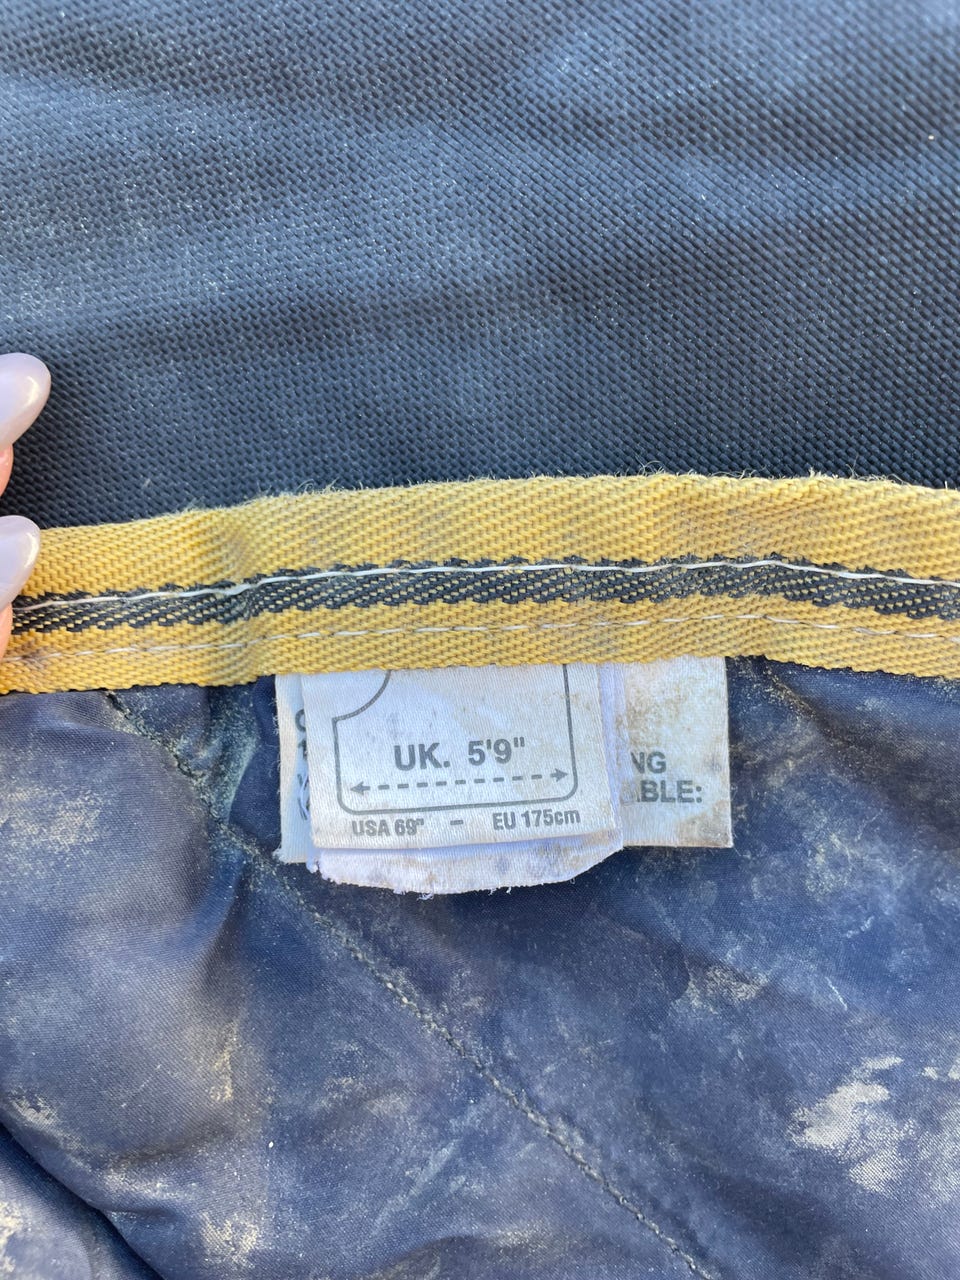 UK. 5'9"
USA 69" - EU 175cm
NG
BLE: